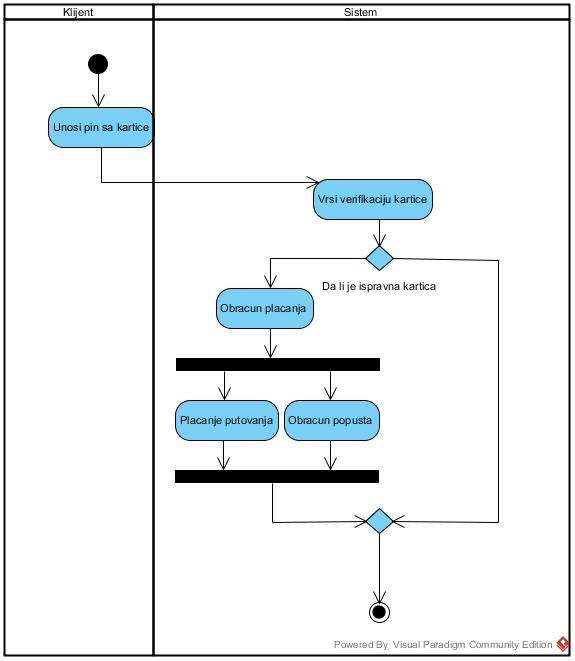 Klijent
Sistem
Unosi pin sa kartice
Vrsi verifikaciju kartice
Da li je ispravna kartica
Obracun placanja
Placanje putovanja
Obracun popusta
Powered By Visual Paradigm Community Edition